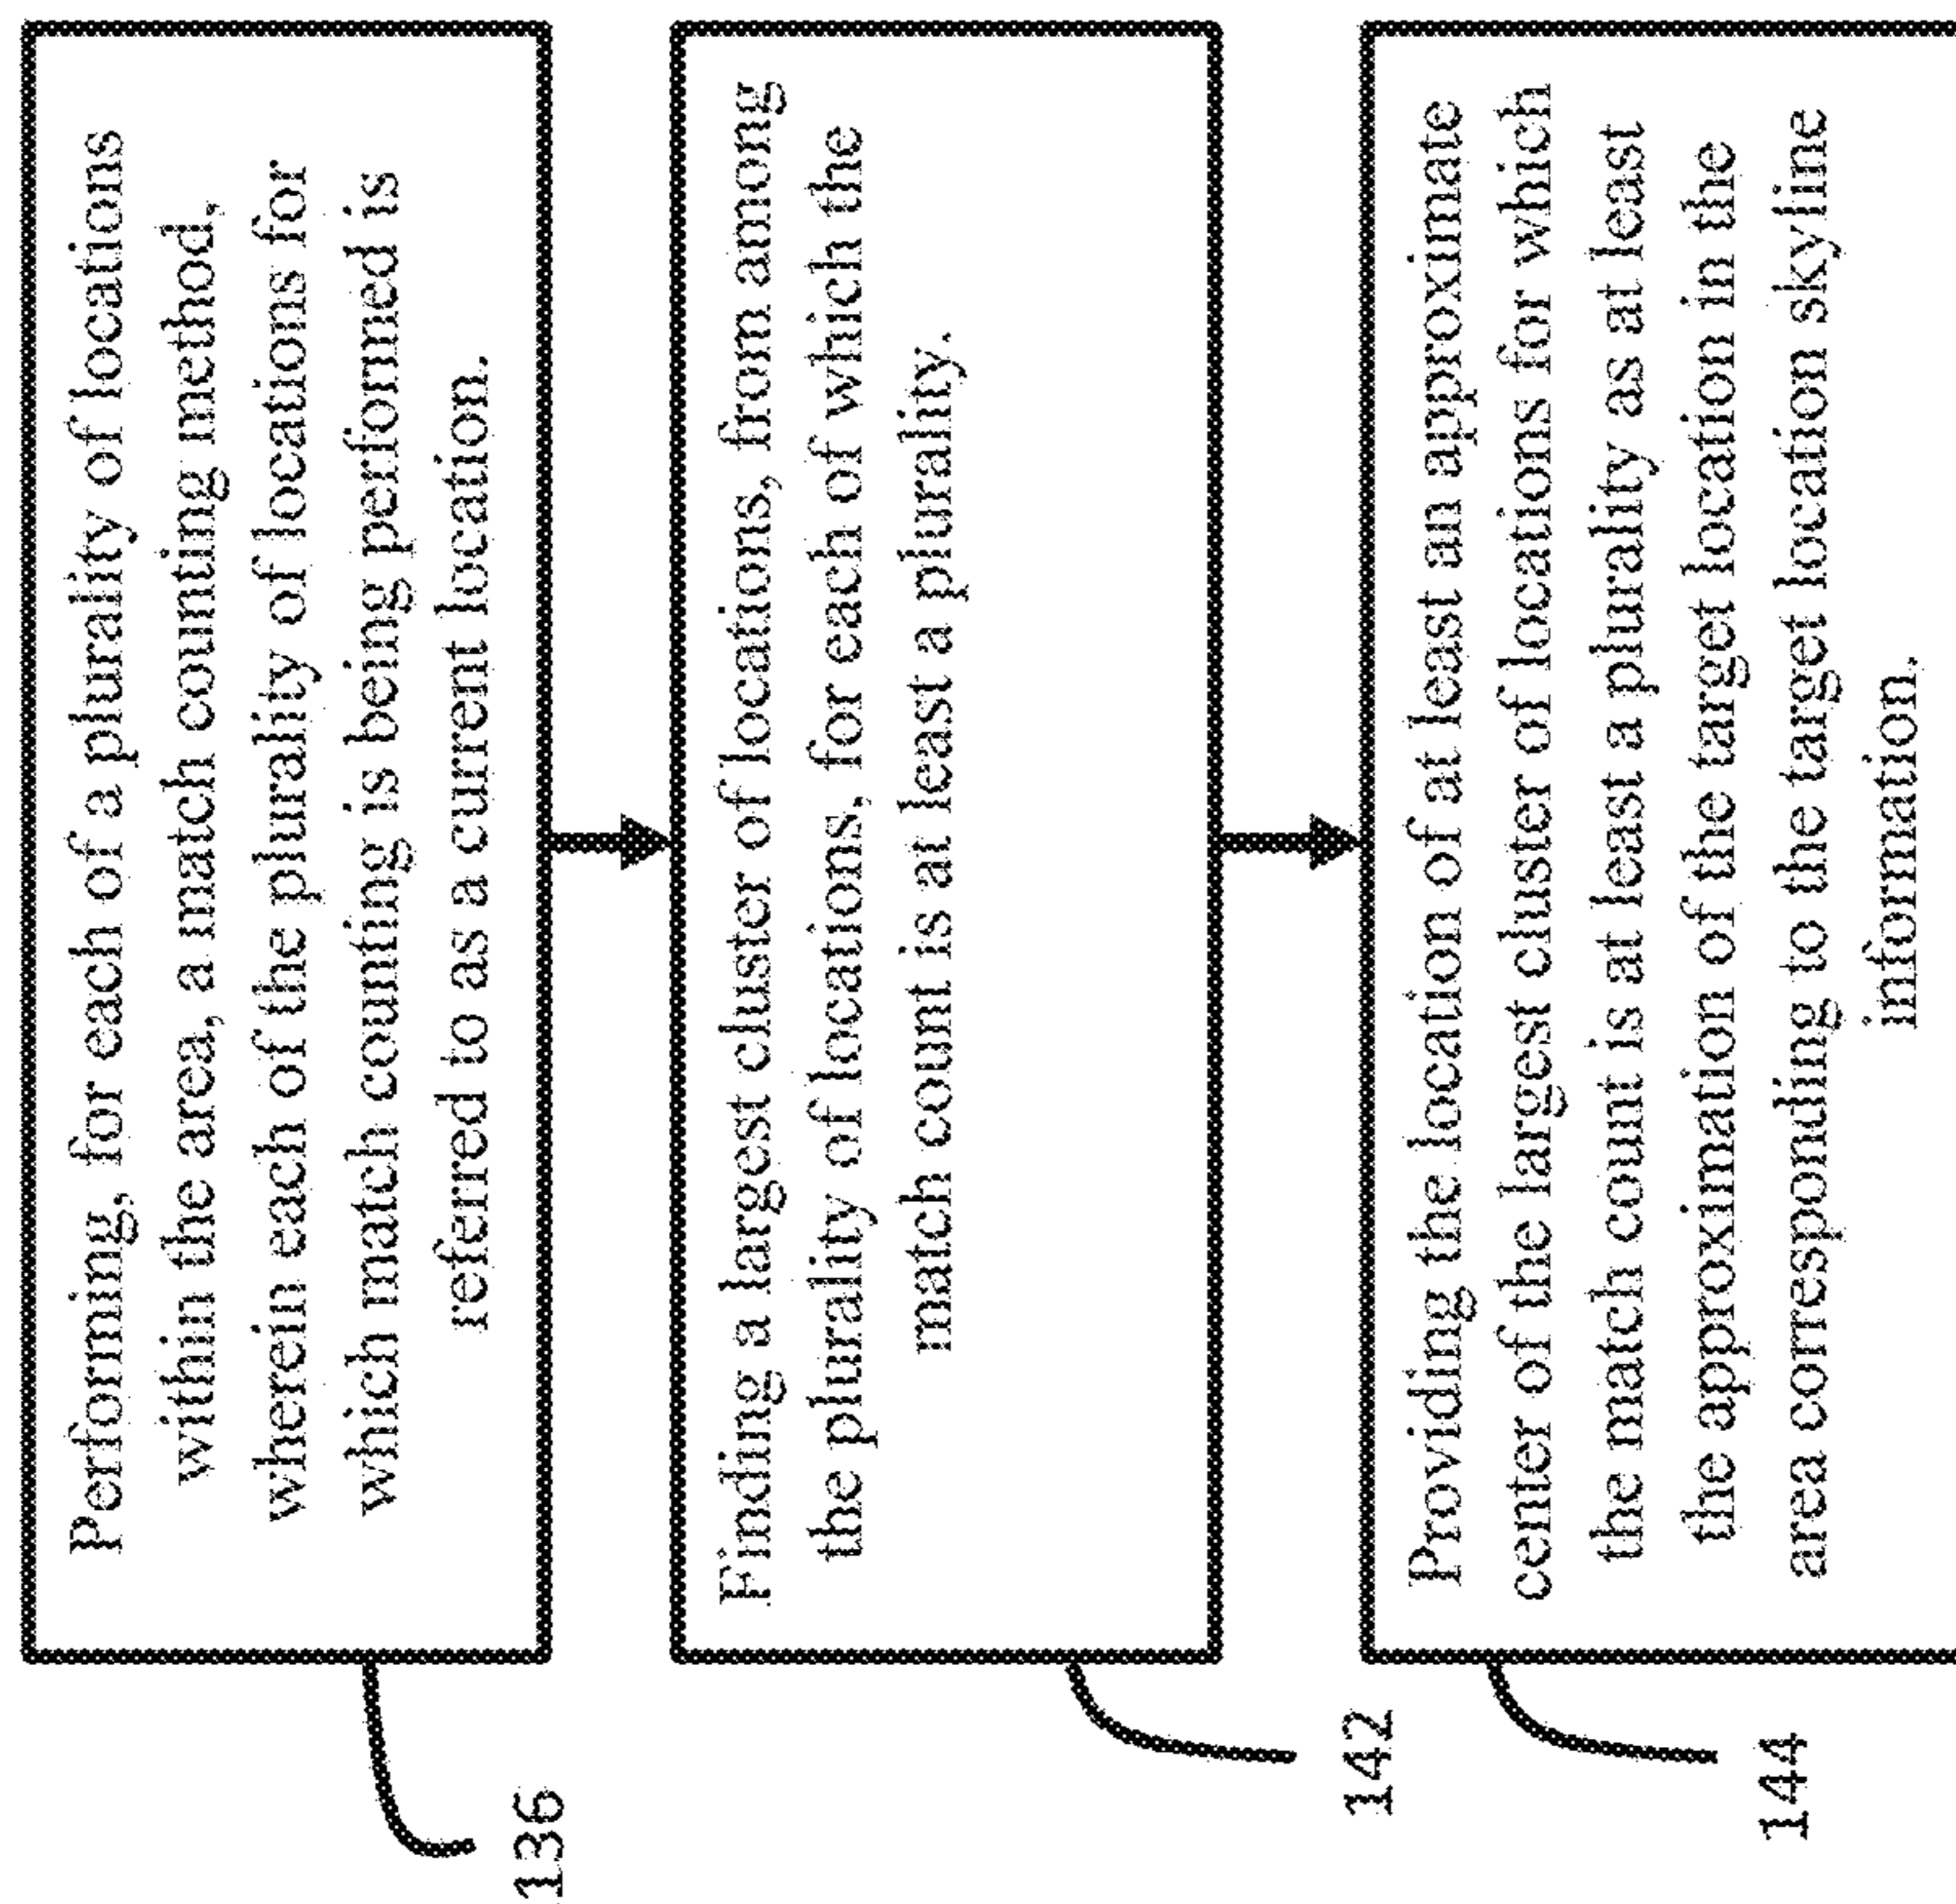 Performing, for each of a plurality of locations
within the area, a match counting method,
wherein each of the plurality of locations for
which match counting is being performed is
referred to as a current location.
136
Finding a largest cluster of locations, from among
the plurality of locations, for each of which the
match count is at least a plurality.
142
Providing the location of at least an approximate
center of the largest cluster of locations for which
the match count is at least a plurality as at least
the approximation of the target location in the
area corresponding to the target location skyline
information.
144